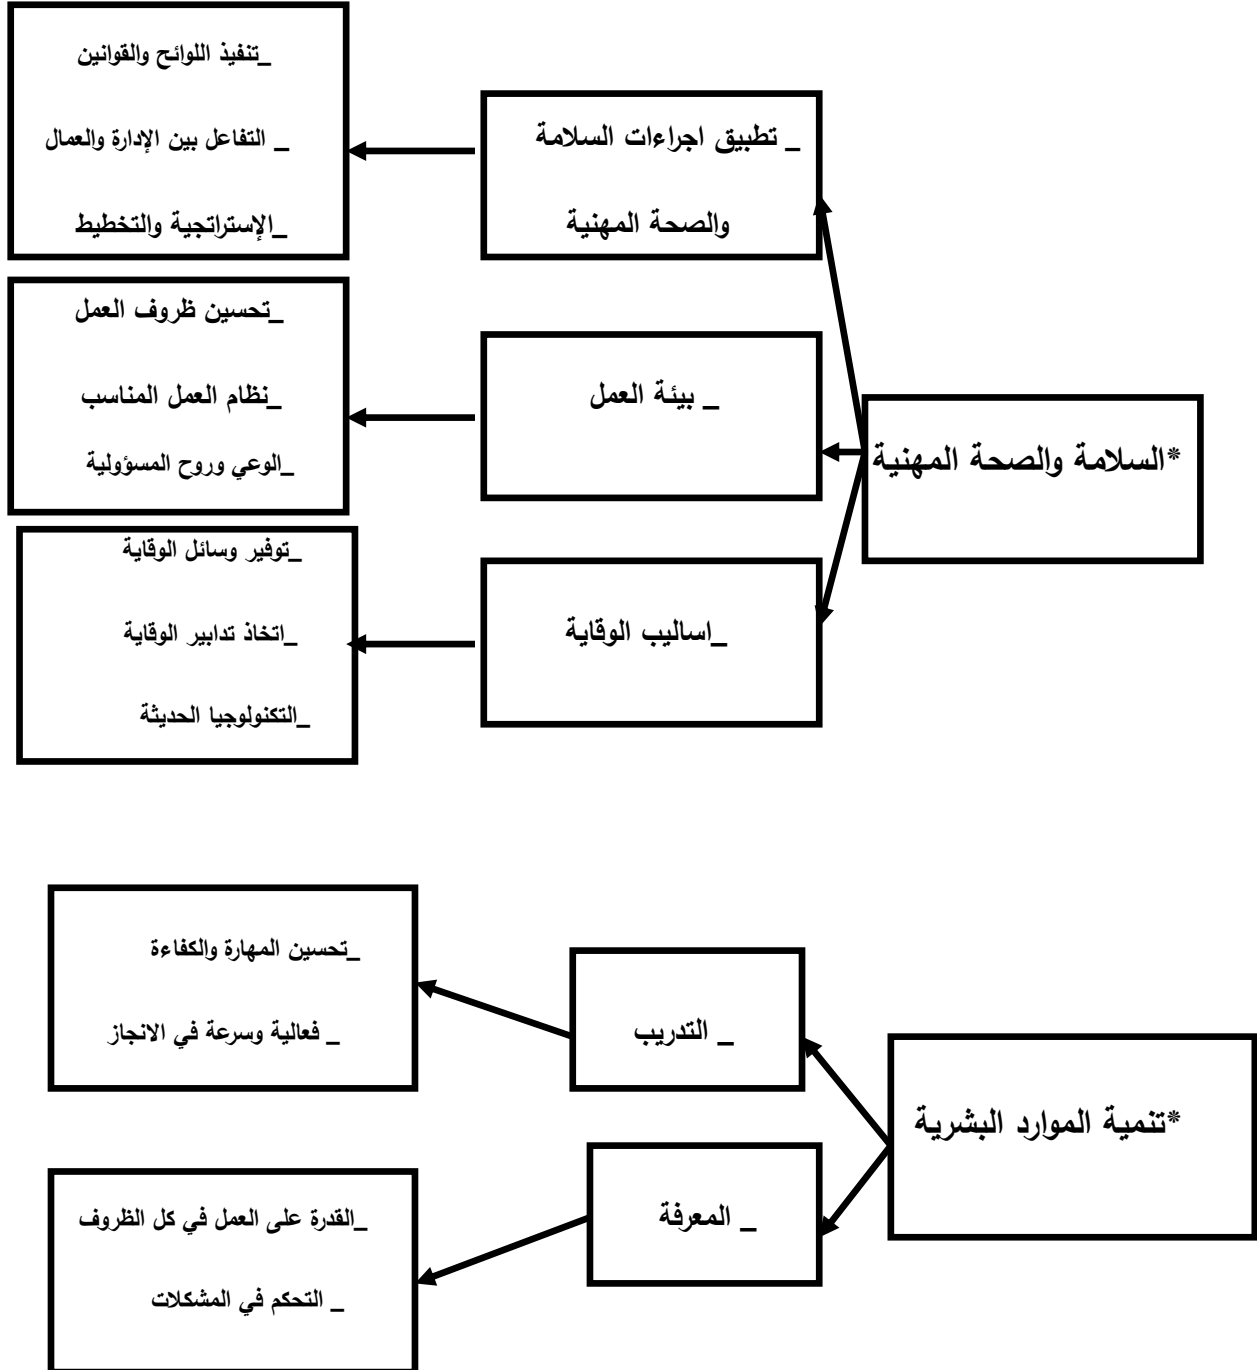 *السلامة والصحة المهنية
_ تطبيق اجراءات السلامة
والصحة المهنية
_تنفيذ اللوائح والقوانين
_ التفاعل بين الإدارة والعمال
_الإستراتجية والتخطيط
_ بيئة العمل
_تحسين ظروف العمل
_نظام العمل المناسب
_الوعي وروح المسؤولية
_اساليب الوقاية
_توفير وسائل الوقاية
_اتخاذ تدابير الوقاية
_التكنولوجيا الحديثة
*تنمية الموارد البشرية
_ التدريب
_تحسين المهارة والكفاءة
_ فعالية وسرعة في الانجاز
_ المعرفة
_القدرة على العمل في كل الظروف
_ التحكم في المشكلات